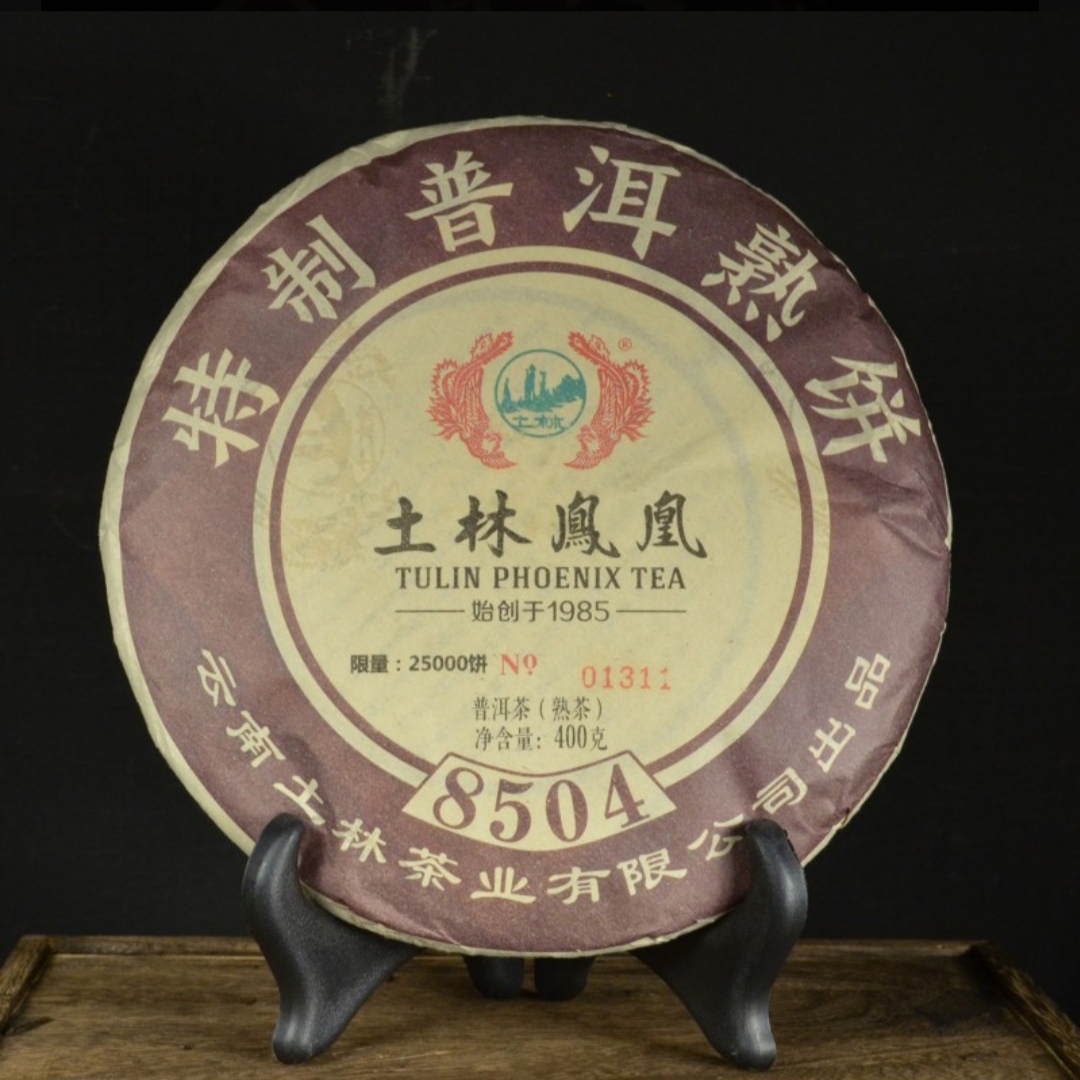 特制普洱熟饼
®
土林
土林鳳凰
TULIN PHOENIX TEA
始创于1985
限量：25000饼 № 01311
普洱茶（熟茶）
净含量：400克
8504
云南土林茶业有限公司出品